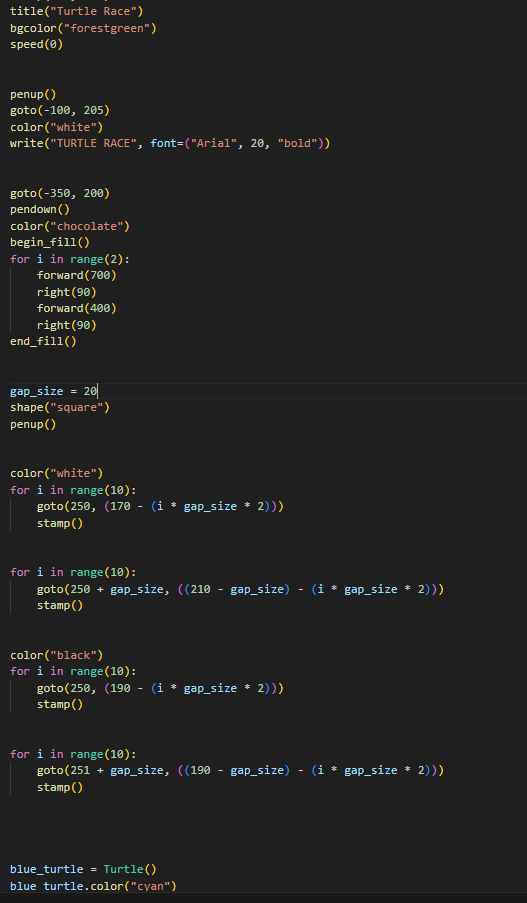 title("Turtle Race")
bgcolor("forestgreen")
speed(0)
penup()
goto(-100, 205)
color("white")
write("TURTLE RACE", font=("Arial", 20, "bold"))
goto(-350, 200)
pendown()
color("chocolate")
begin_fill()
for i in range(2):
    forward(700)
    right(90)
    forward(400)
    right(90)
end_fill()
gap_size = 20
shape("square")
penup()
color("white")
for i in range(10):
    goto(250, (170 - (i * gap_size * 2)))
    stamp()
for i in range(10):
    goto(250 + gap_size, ((210 - gap_size) - (i * gap_size * 2)))
    stamp()
color("black")
for i in range(10):
    goto(250, (190 - (i * gap_size * 2)))
    stamp()
for i in range(10):
    goto(251 + gap_size, ((190 - gap_size) - (i * gap_size * 2)))
    stamp()
blue_turtle = Turtle()
blue_turtle.color("cyan")